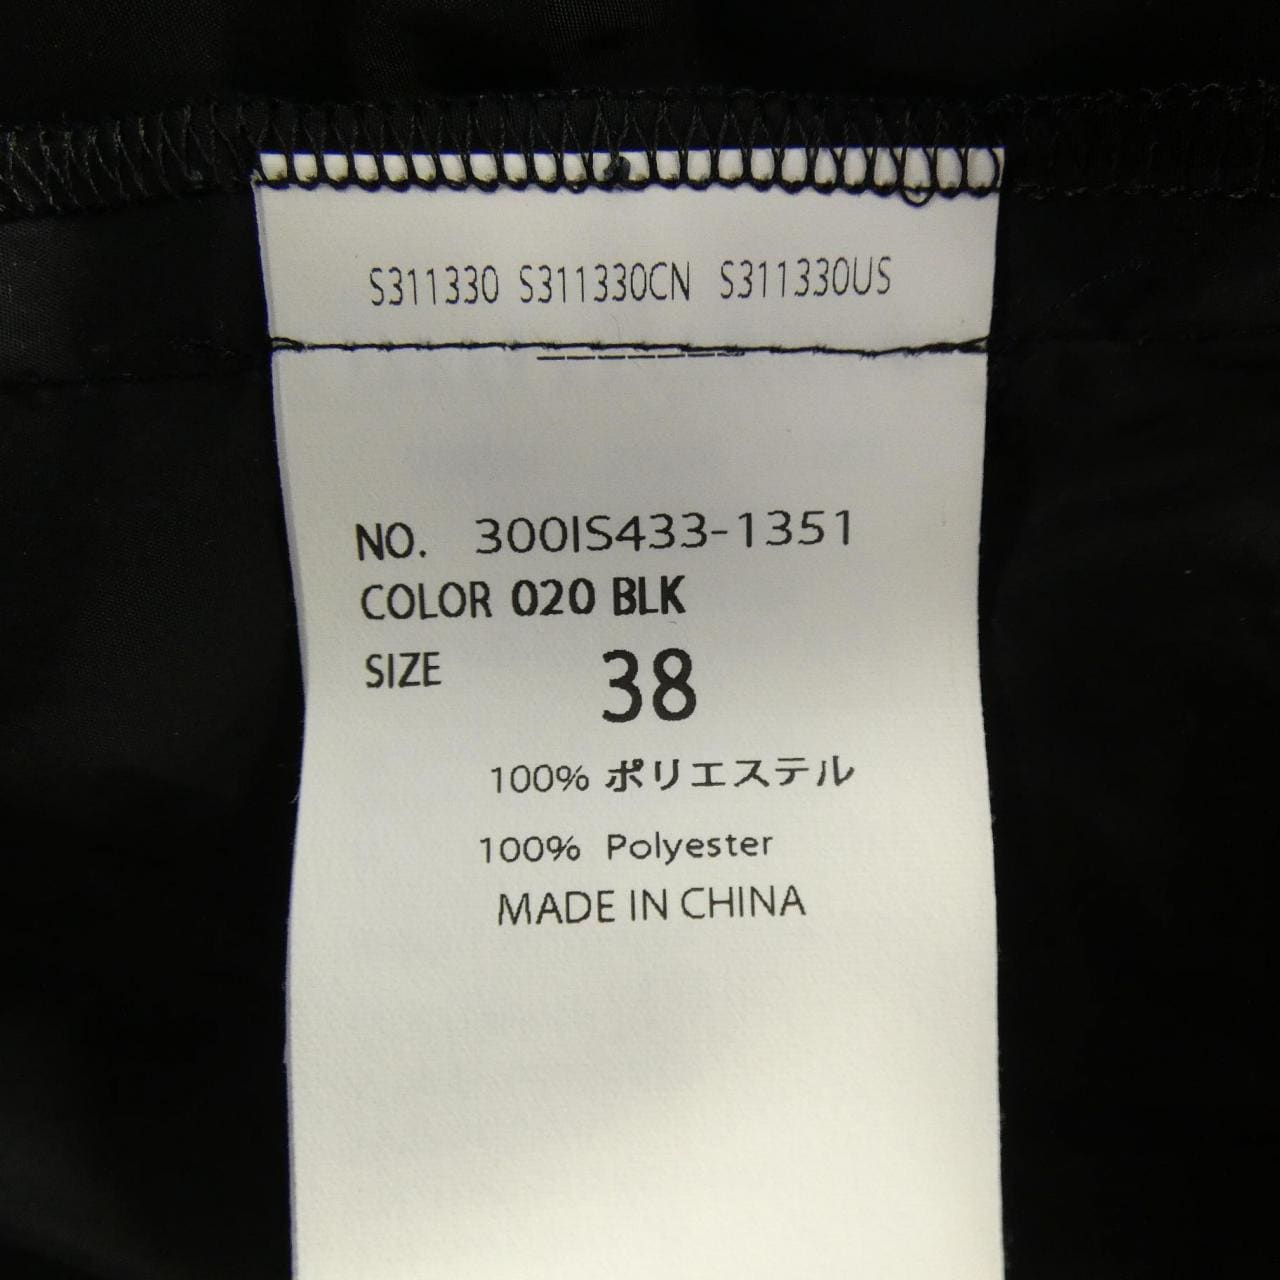 S311330 S311330CN S311330US
NO. 300IS433-1351
COLOR 020 BLK
SIZE 38
100% ポリエステル
100% Polyester
MADE IN CHINA